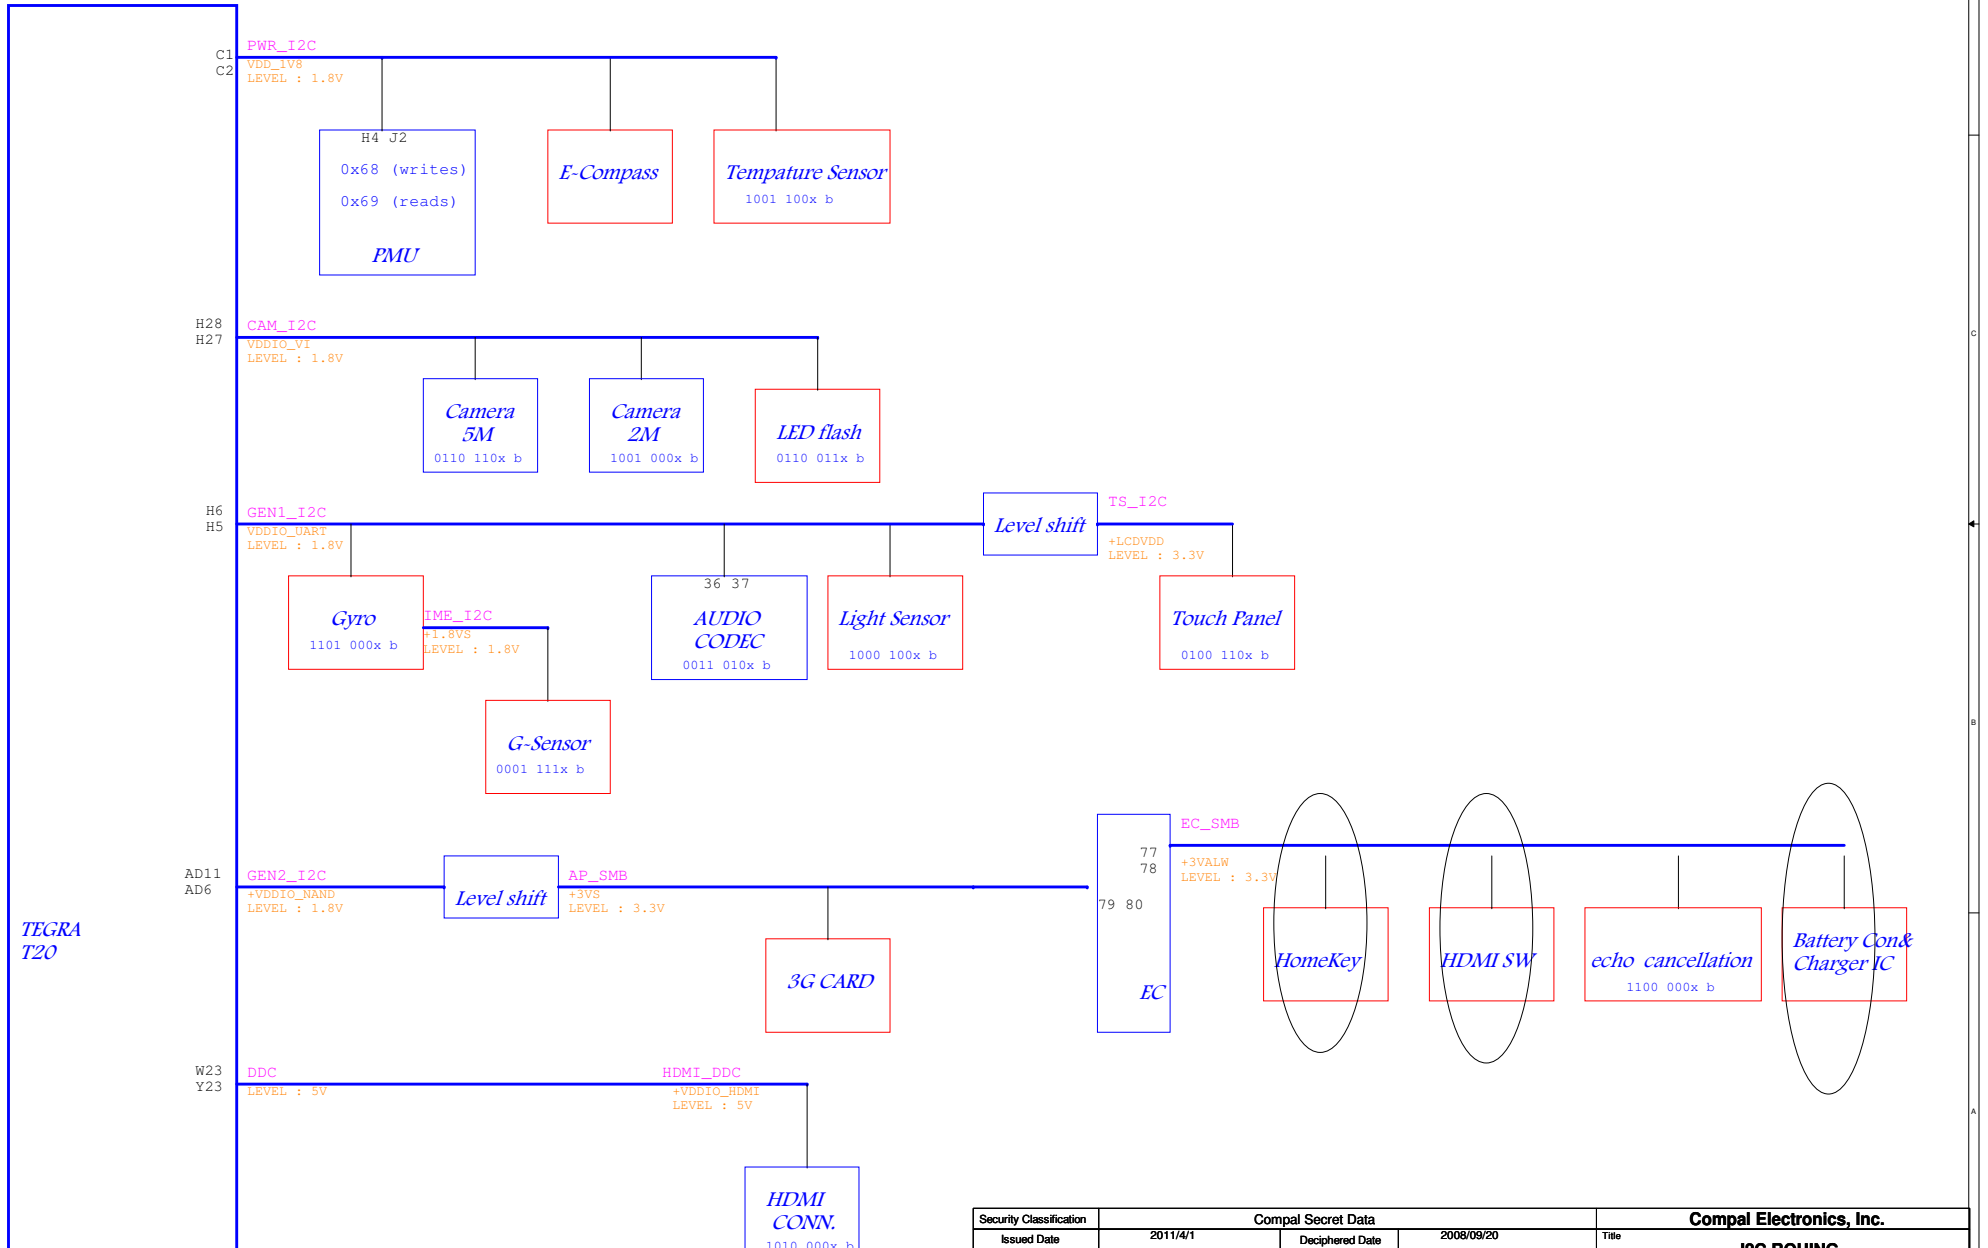 C1
C2
PWR_I2C
VDD_1V8
LEVEL : 1.8V
H4 J2
0x68 (writes)
0x69 (reads)
PMU
E-Compass
Tempature Sensor
1001 100x b
H28
H27
CAM_I2C
VDDIO_VI
LEVEL : 1.8V
Camera
5M
0110 110x b
Camera
2M
1001 000x b
LED flash
0110 011x b
H6
H5
GEN1_I2C
VDDIO_UART
LEVEL : 1.8V
Level shift
TS_I2C
+LCDVDD
LEVEL : 3.3V
Gyro
1101 000x b
IME_I2C
+1.8VS
LEVEL : 1.8V
36 37
AUDIO
CODEC
0011 010x b
Light Sensor
1000 100x b
Touch Panel
0100 110x b
G-Sensor
0001 111x b
AD11
AD6
GEN2_I2C
+VDDIO_NAND
LEVEL : 1.8V
Level shift
AP_SMB
+3VS
LEVEL : 3.3V
3G CARD
77
78
79 80
EC
EC_SMB
+3VALW
LEVEL : 3.3V
HomeKey
HDMI SW
echo cancellation
1100 000x b
Battery Con&
Charger IC
TEGRA
T20
W23
Y23
DDC
LEVEL : 5V
HDMI_DDC
+VDDIO_HDMI
LEVEL : 5V
HDMI
CONN.
1010 000x b
C
B
A
Security Classification
Compal Secret Data
Compal Electronics, Inc.
Issued Date
2011/4/1
Deciphered Date
2008/09/20
Title